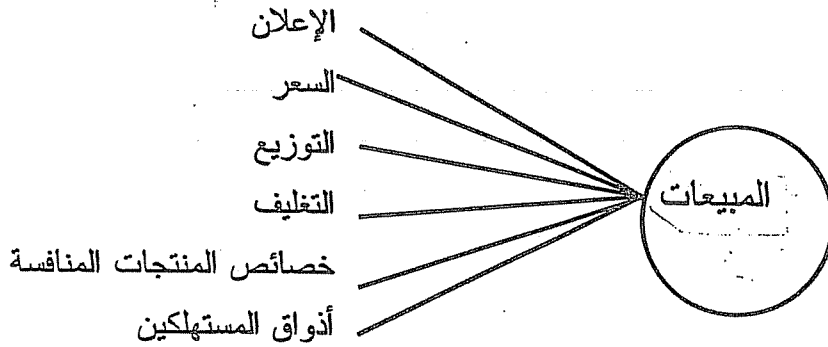 الإعلان
السعر
التوزيع
التغليف
خصائص المنتجات المنافسة
أذواق المستهلكين
المبيعات